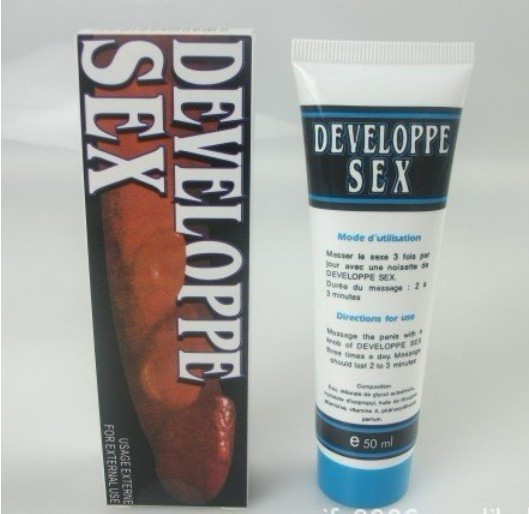 DEVELOPPE
SEX
USAGE EXTERNE
FOR EXTERNAL USE
DEVELOPPE
SEX
Mode d'utilisation
Masser le sexe 3 fois par
jour avec une noisette de
DEVELOPPE SEX.
Durée du massage : 2 à
3 minutes
Directions for use
Massage the penis with a
knob of DEVELOPPE SEX
three times a day. Massage
should last 2 to 3 minutes
Composition
parfum.
e 50 ml